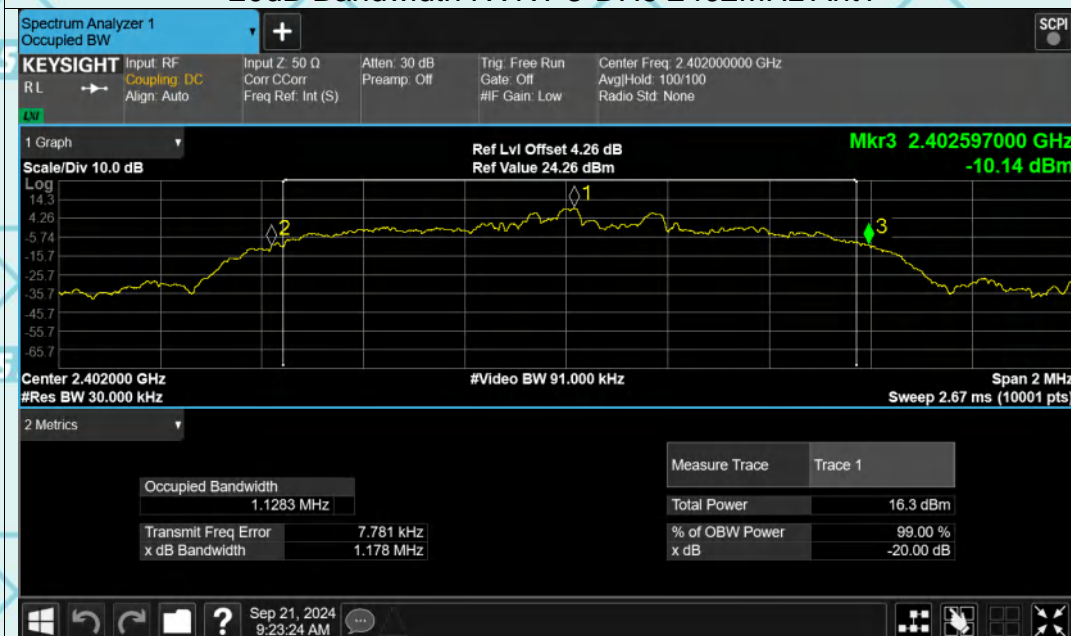 Spectrum Analyzer 1
Occupied BW
+
SCPI
KEYSIGHT
RL
LXI
Input: RF
Coupling: DC
Align: Auto
Input Z: 50 Ω
Corr CCorr
Freq Ref: Int (S)
Atten: 30 dB
Preamp: Off
Trig: Free Run
Gate: Off
#IF Gain: Low
Center Freq: 2.402000000 GHz
Avg|Hold: 100/100
Radio Std: None
1 Graph
Scale/Div 10.0 dB
Ref Lvl Offset 4.26 dB
Ref Value 24.26 dBm
Mkr3 2.402597000 GHz
-10.14 dBm
Log
14.3
4.26
-5.74
-15.7
-25.7
-35.7
-45.7
-55.7
-65.7
1
2
3
Center 2.402000 GHz
#Video BW 91.000 kHz
Span 2 MHz
#Res BW 30.000 kHz
Sweep 2.67 ms (10001 pts)
2 Metrics
Measure Trace Trace 1
Occupied Bandwidth
1.1283 MHz
Total Power 16.3 dBm
Transmit Freq Error 7.781 kHz
% of OBW Power 99.00 %
x dB Bandwidth 1.178 MHz
x dB -20.00 dB
?
Sep 21, 2024
9:23:24 AM